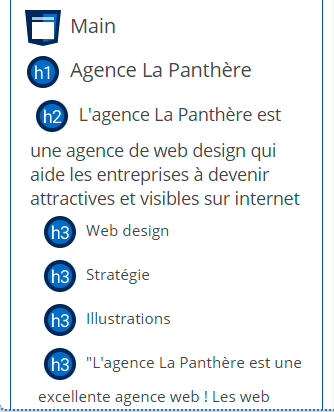 Main
h1 Agence La Panthère
h2 L'agence La Panthère est
une agence de web design qui
aide les entreprises à devenir
attractives et visibles sur internet
h3 Web design
h3 Stratégie
h3 Illustrations
h3 "L'agence La Panthère est une
excellente agence web ! Les web